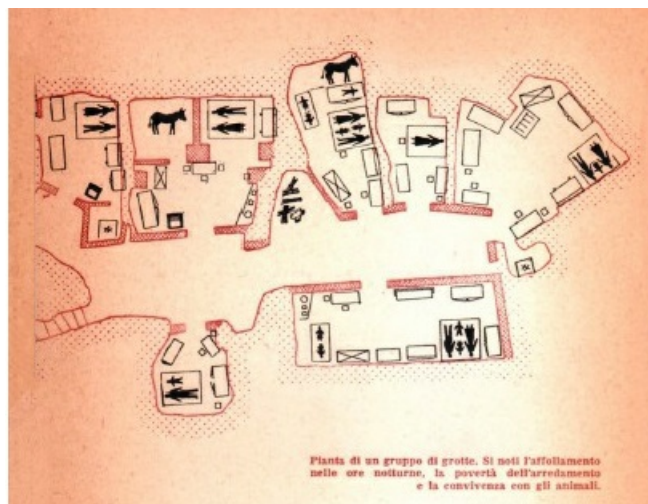 Pianta di un gruppo di grotte. Si noti l'affollamento
nelle ore notturne, la povertà dell'arredamento
e la convivenza con gli animali.